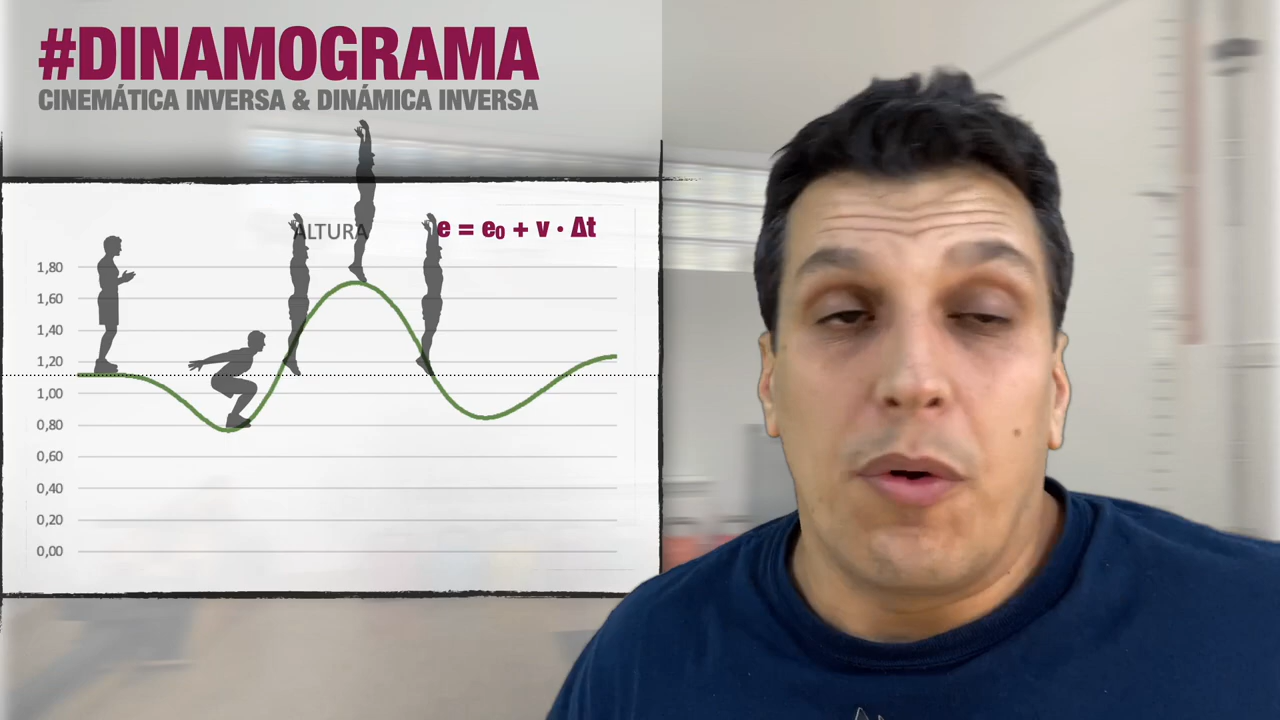 #DINAMOGRAMA
CINEMÁTICA INVERSA & DINÁMICA INVERSA
ALTURA
e = e₀ + v · Δt
1,80
1,60
1,40
1,20
1,00
0,80
0,60
0,40
0,20
0,00